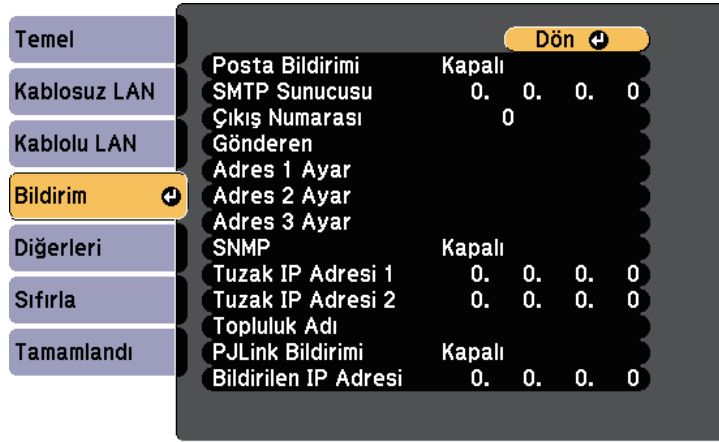 Temel
Kablosuz LAN
Kablolu LAN
Bildirim
Diğerleri
Sıfırla
Tamamlandı
Dön
Posta Bildirimi Kapalı
SMTP Sunucusu 0. 0. 0. 0
Çıkış Numarası 0
Gönderen
Adres 1 Ayar
Adres 2 Ayar
Adres 3 Ayar
SNMP Kapalı
Tuzak IP Adresi 1 0. 0. 0. 0
Tuzak IP Adresi 2 0. 0. 0. 0
Topluluk Adı
PJLink Bildirimi Kapalı
Bildirilen IP Adresi 0. 0. 0. 0